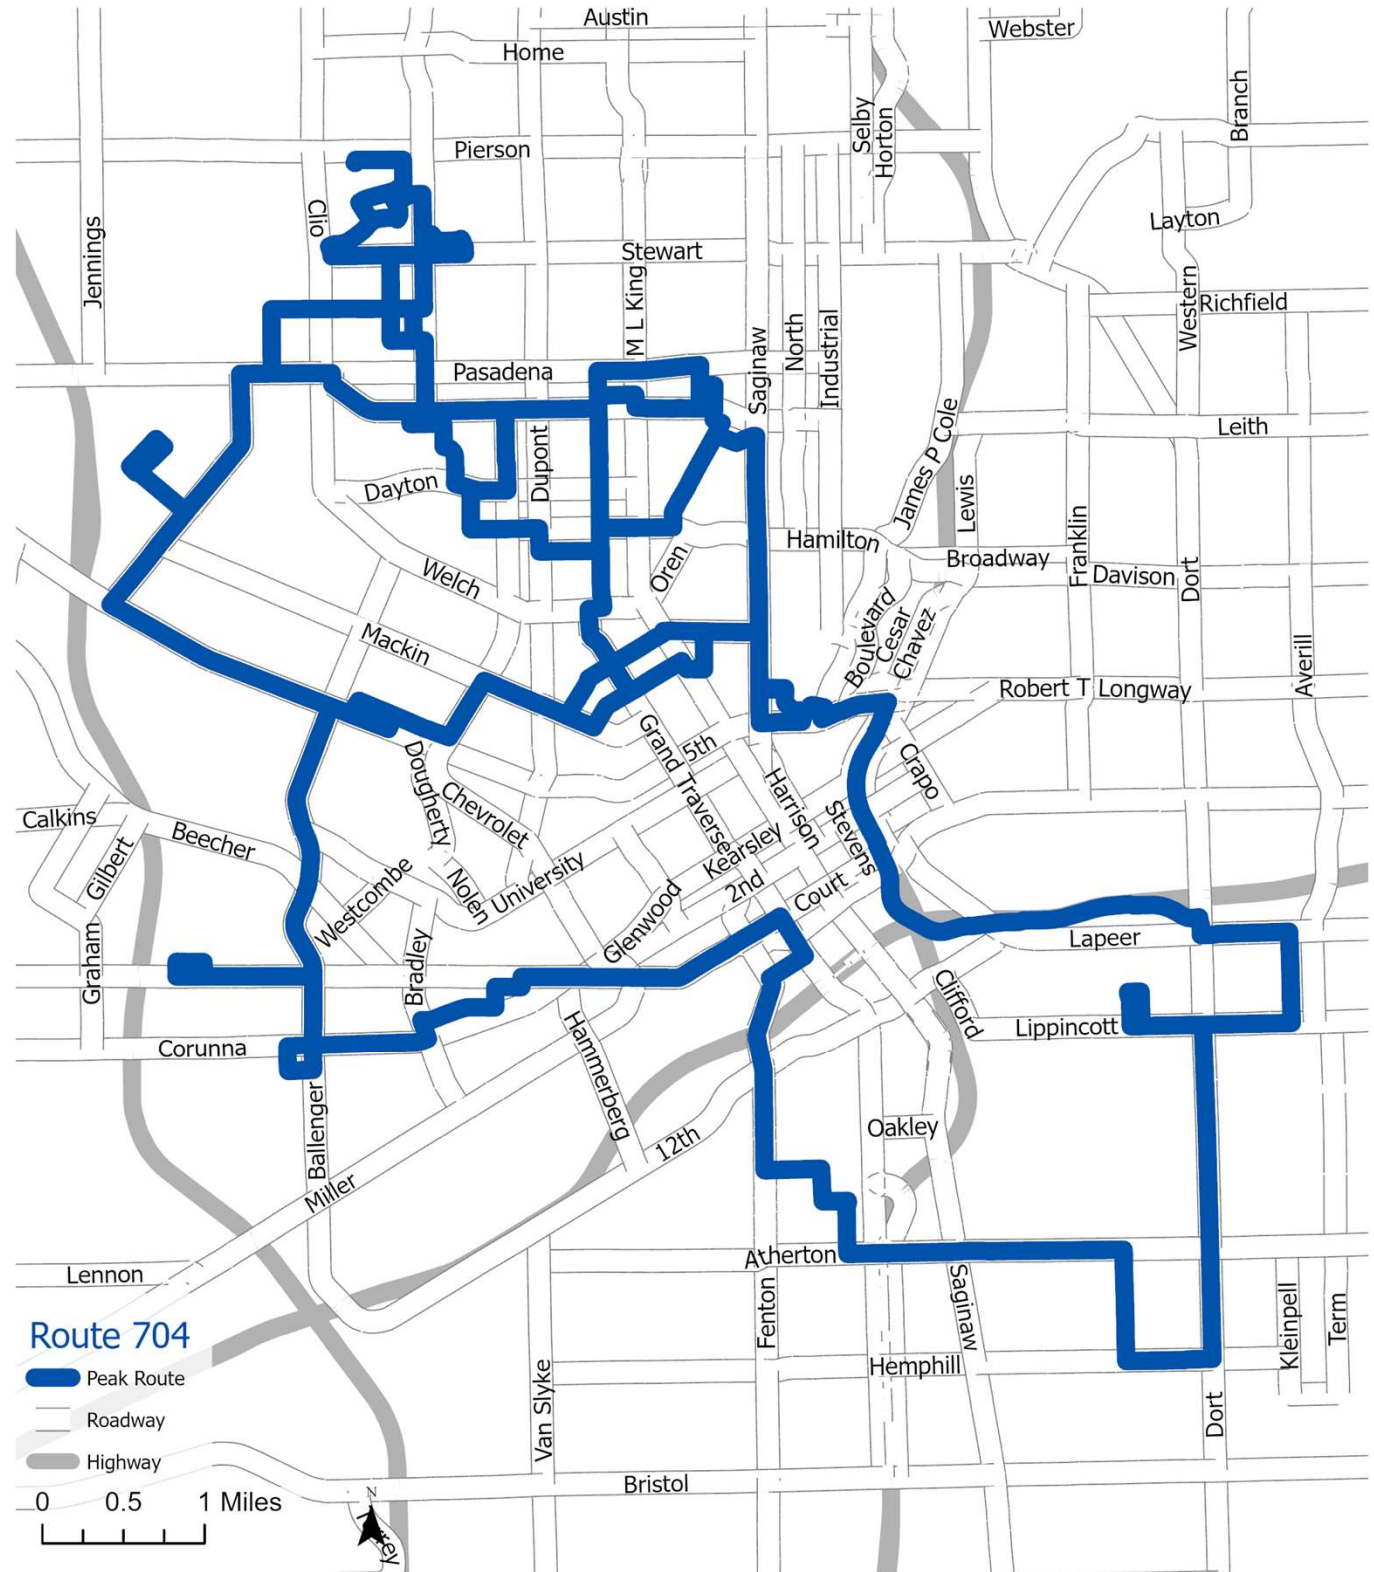 Austin
Webster
Home
Branch
Selby
Horton
Pierson
Clio
Layton
Jennings
Stewart
M L King
Western
Richfield
North
Industrial
Saginaw
Pasadena
James P Cole
Leith
Dupont
Dayton
Lewis
Franklin
Hamilton
Broadway
Davison
Dort
Oren
Welch
Boulevard
Cesar
Chavez
Mackin
Averill
Robert T Longway
Grand Traverse
5th
Dougherty
Crapo
Harrison
Chevrolet
Stevens
Calkins
Beecher
Gilbert
Kearsley
University
Westcombe
Nolen
2nd
Court
Glenwood
Graham
Bradley
Lapeer
Clifford
Corunna
Hammerberg
Lippincott
Ballenger
Oakley
12th
Miller
Atherton
Lennon
Fenton
Saginaw
Kleinpell
Term
Route 704
Peak Route
Roadway
Highway
Hemphill
Van Slyke
Dort
Bristol
0 0.5 1 Miles
N
Torrey